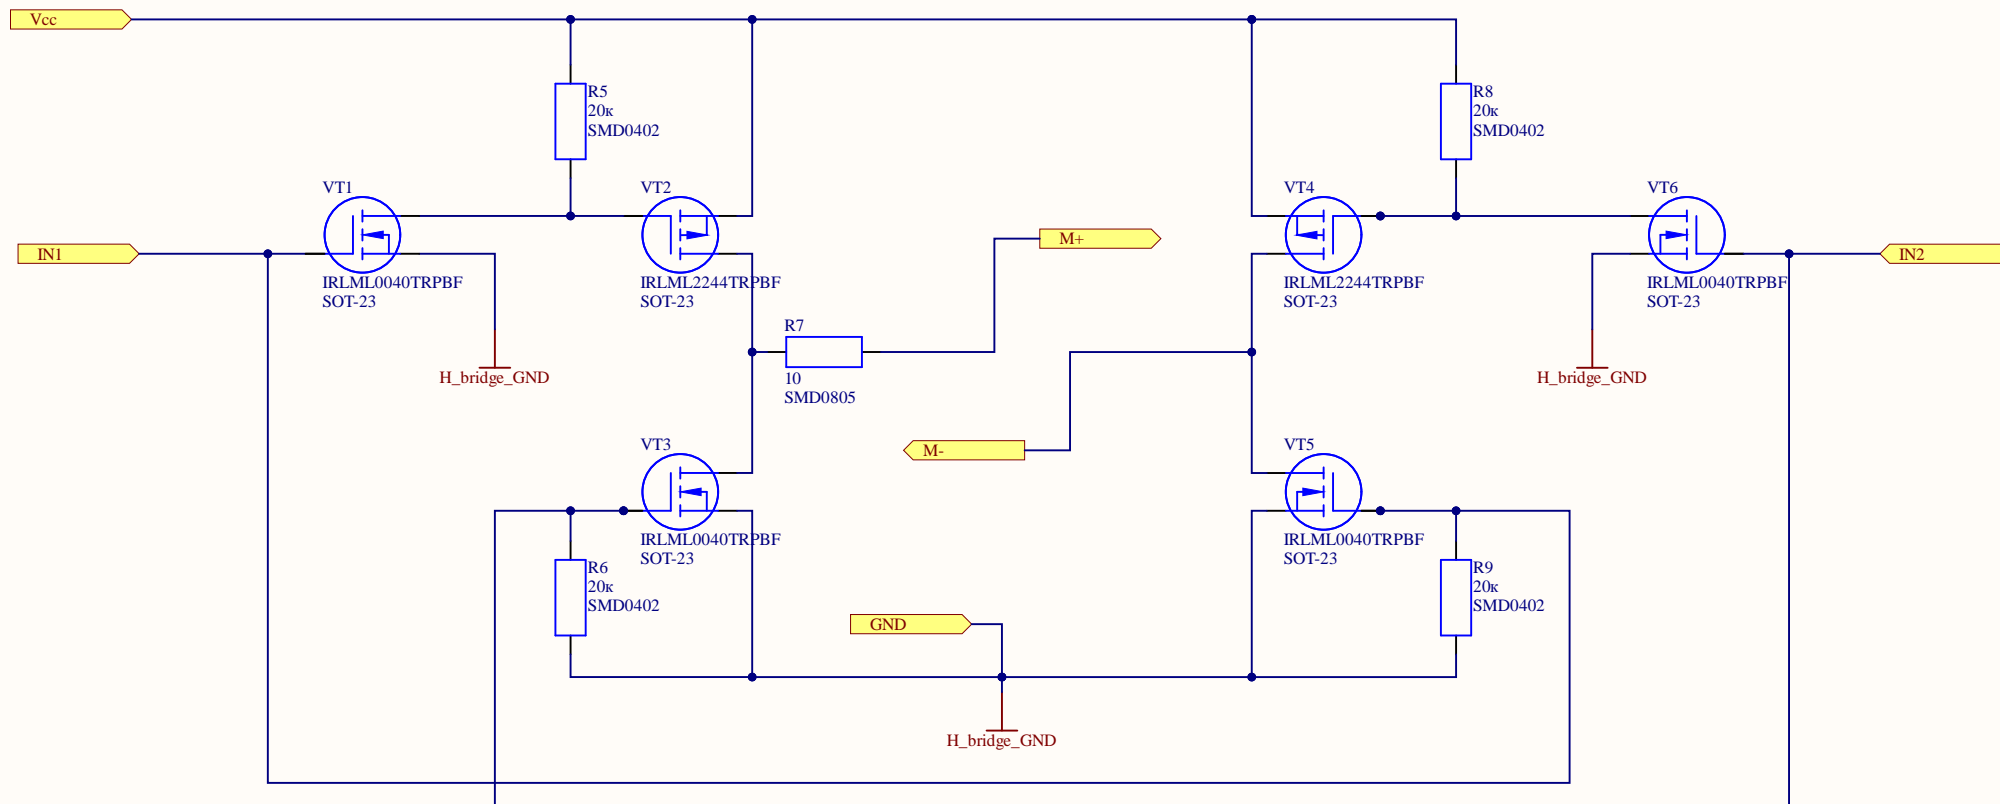 Vcc
R5
20к
SMD0402
R8
20к
SMD0402
VT1
VT2
VT4
VT6
IN1
M+
IN2
IRLML0040TRPBF
SOT-23
IRLML2244TRPBF
SOT-23
IRLML2244TRPBF
SOT-23
IRLML0040TRPBF
SOT-23
R7
10
SMD0805
H_bridge_GND
H_bridge_GND
VT3
M-
VT5
IRLML0040TRPBF
SOT-23
IRLML0040TRPBF
SOT-23
R6
20к
SMD0402
R9
20к
SMD0402
GND
H_bridge_GND